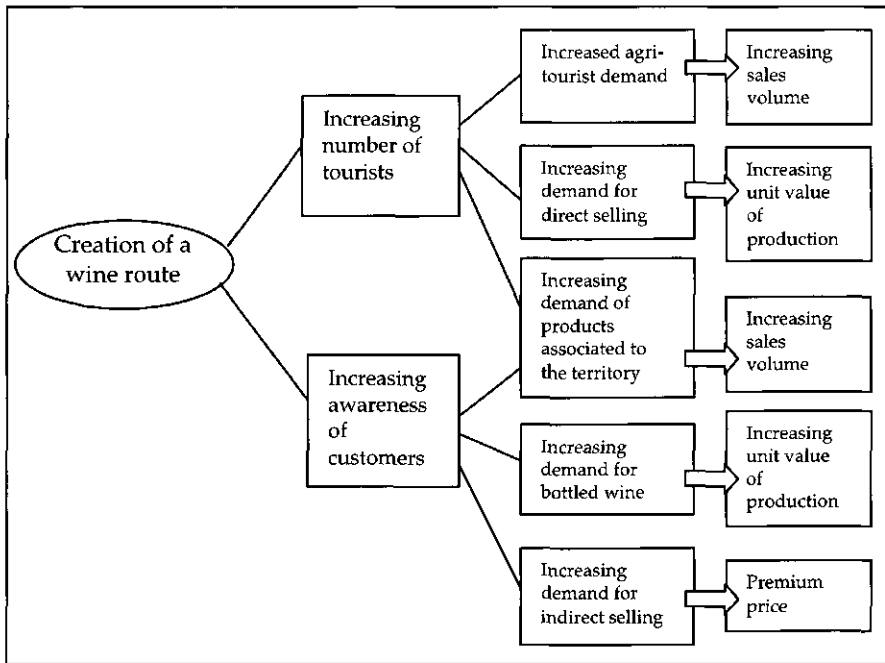 Creation of a
wine route
Increasing
number of
tourists
Increasing
awareness
of
customers
Increased agri-
tourist demand
Increasing
demand for
direct selling
Increasing
demand of
products
associated to
the territory
Increasing
demand for
bottled wine
Increasing
demand for
indirect selling
Increasing
sales
volume
Increasing
unit value
of
production
Increasing
sales
volume
Increasing
unit value
of
production
Premium
price